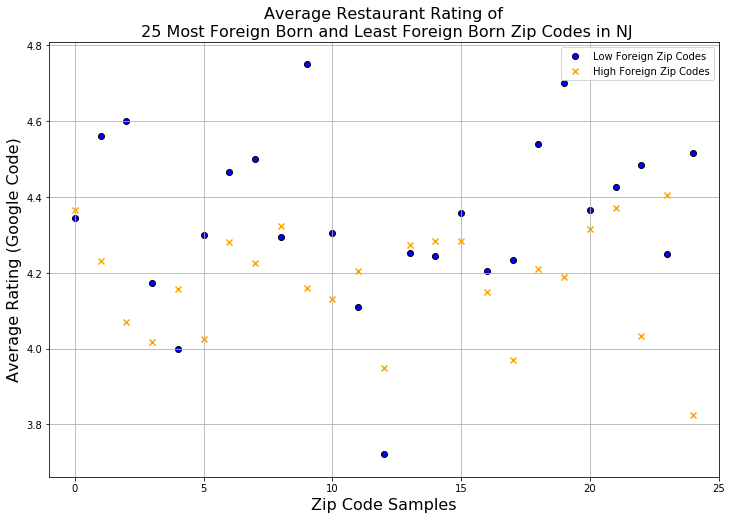 Average Restaurant Rating of
25 Most Foreign Born and Least Foreign Born Zip Codes in NJ
Low Foreign Zip Codes
High Foreign Zip Codes
Average Rating (Google Code)
4.8
4.6
4.4
4.2
4.0
3.8
0
5
10
15
20
25
Zip Code Samples